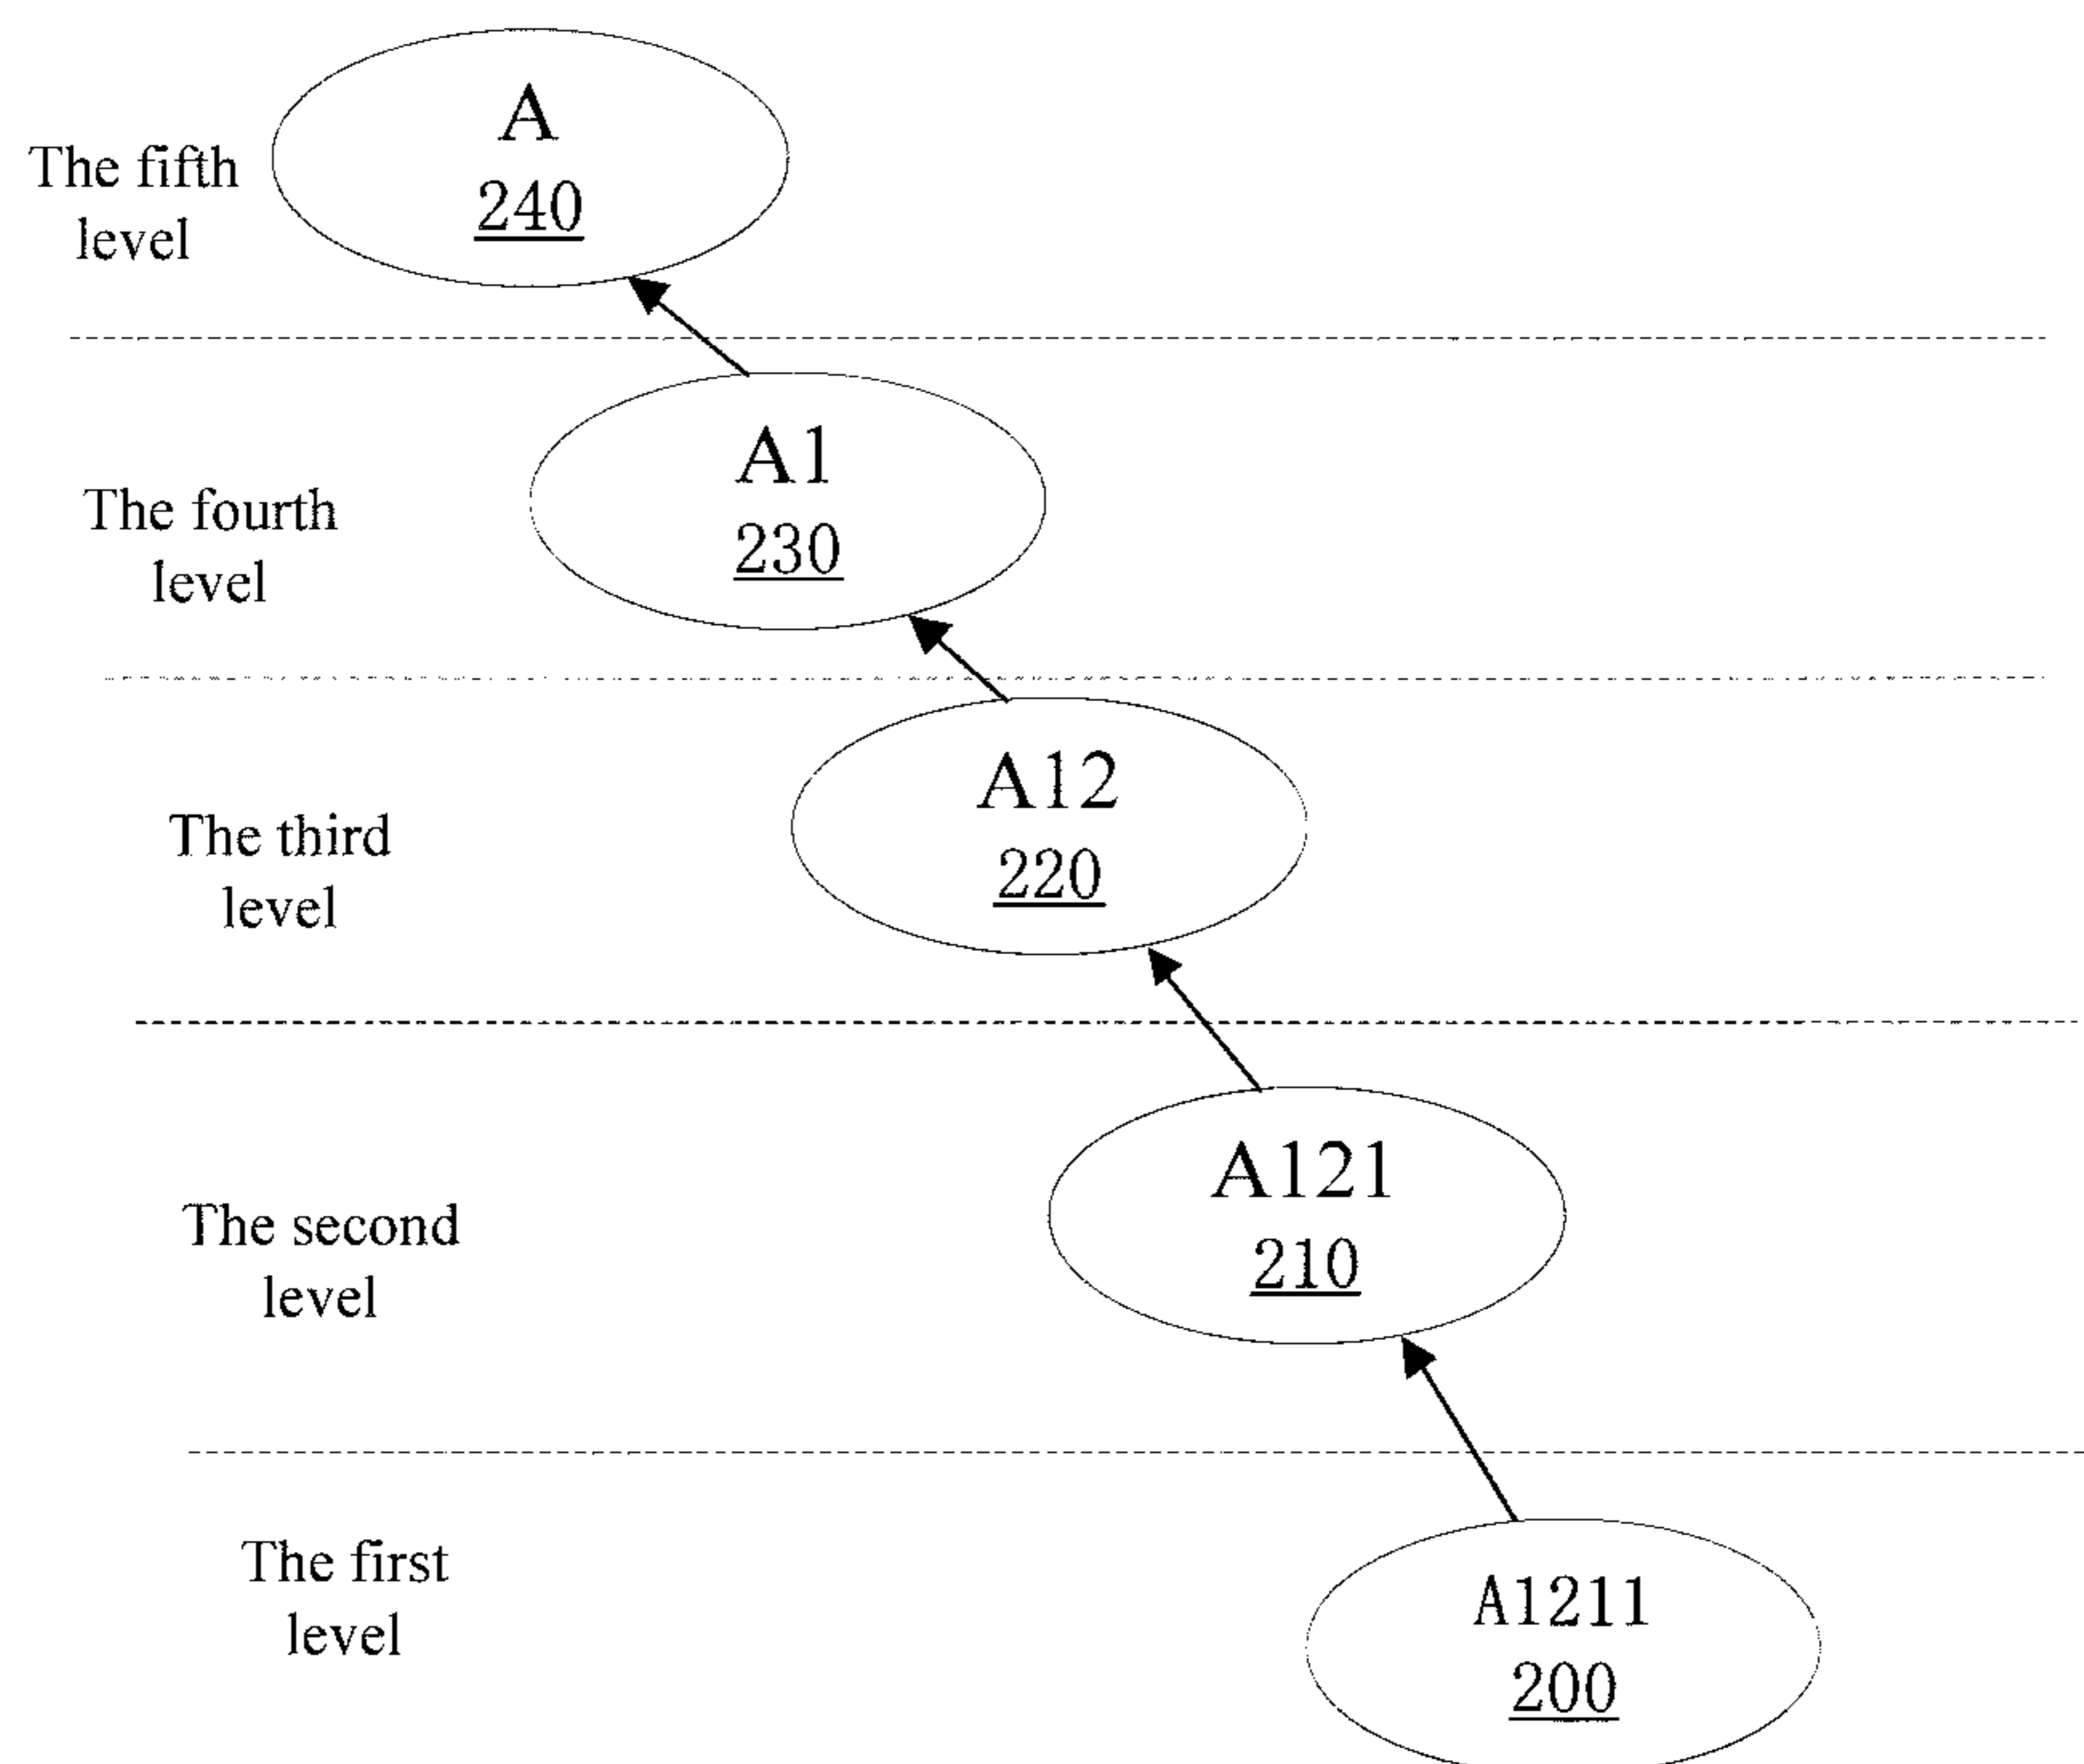 A
240
The fifth
level
A1
230
The fourth
level
A12
220
The third
level
A121
210
The second
level
A1211
200
The first
level